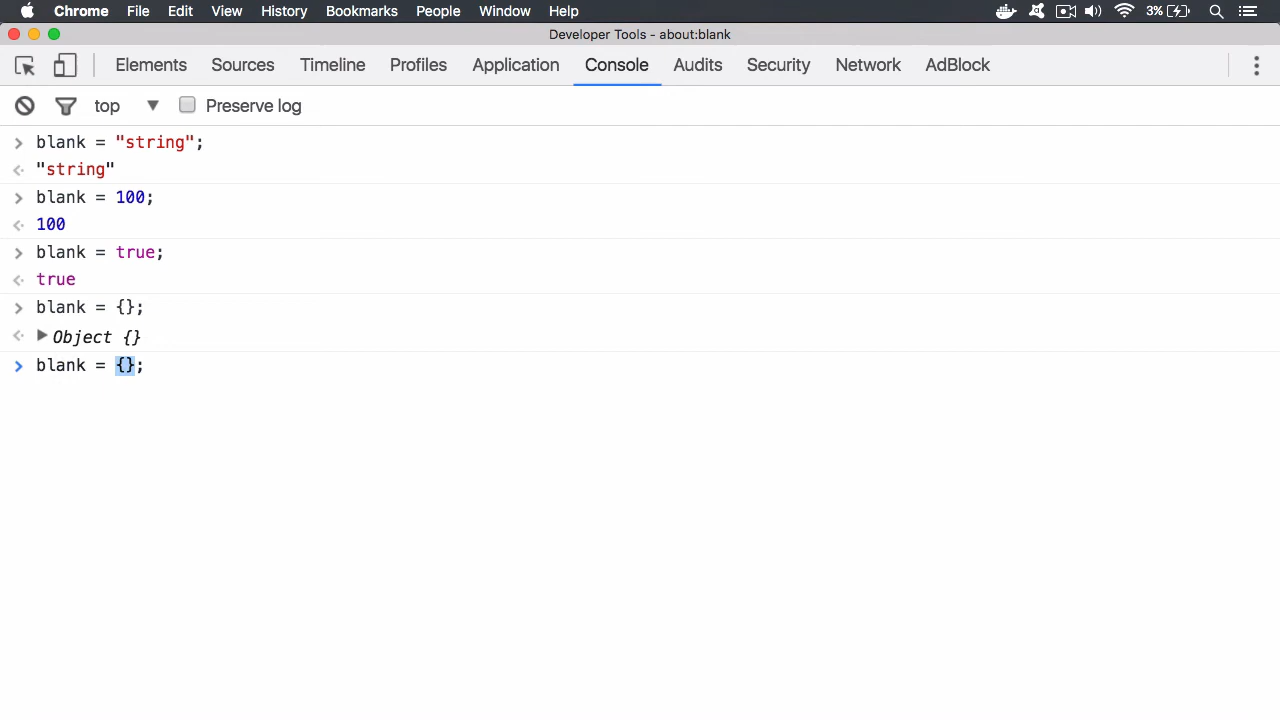 Chrome File Edit View History Bookmarks People Window Help 3%
Developer Tools - about:blank
Elements Sources Timeline Profiles Application Console Audits Security Network AdBlock
top Preserve log
blank = "string";
"string"
blank = 100;
100
blank = true;
true
blank = {};
Object {}
blank = {};